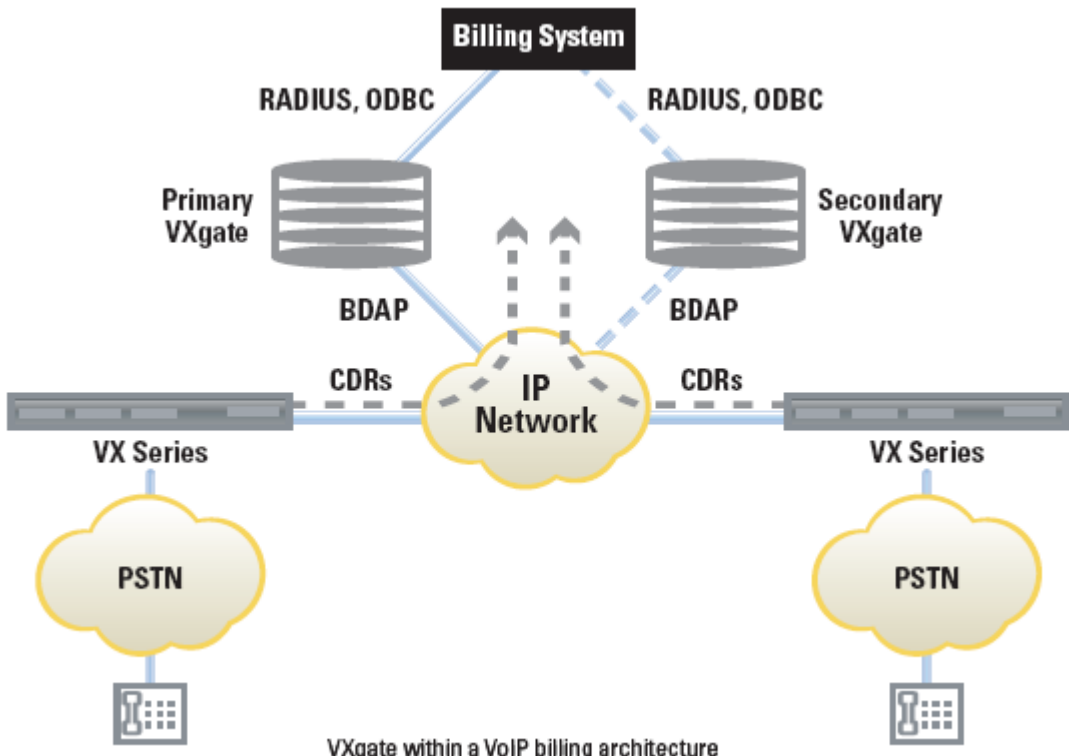 Billing System
RADIUS, ODBC
RADIUS, ODBC
Primary
VXgate
Secondary
VXgate
BDAP
BDAP
CDRs
IP
Network
CDRs
VX Series
VX Series
PSTN
PSTN
VXgate within a VoIP billing architecture